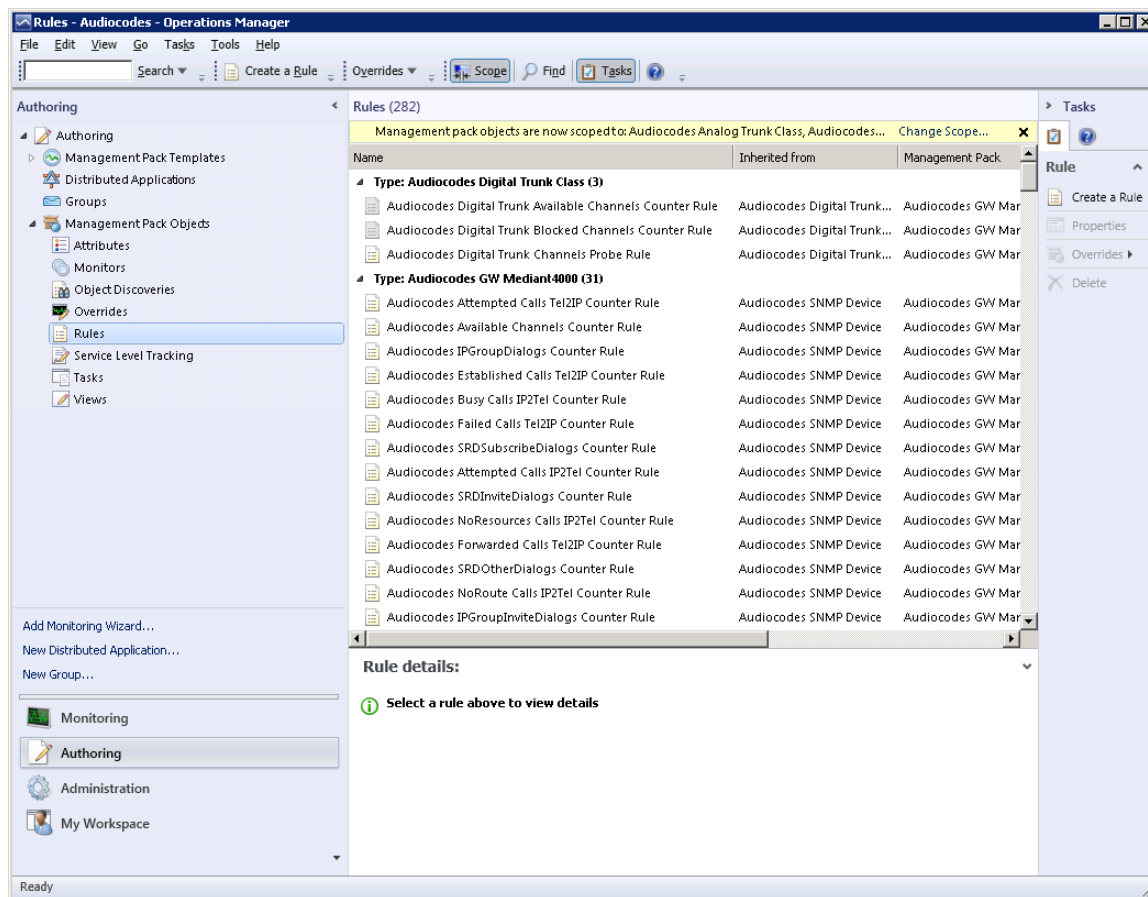 Rules - Audiocodes - Operations Manager
File Edit View Go Tasks Tools Help
Search Create a Rule Overrides Scope Find Tasks
Authoring
Authoring
Management Pack Templates
Distributed Applications
Groups
Management Pack Objects
Attributes
Monitors
Object Discoveries
Overrides
Rules
Service Level Tracking
Tasks
Views
Add Monitoring Wizard...
New Distributed Application...
New Group...
Monitoring
Authoring
Administration
My Workspace
Rules (282)
Management pack objects are now scoped to: Audiocodes Analog Trunk Class, Audiocodes... Change Scope...
Name Inherited from Management Pack
Type: Audiocodes Digital Trunk Class (3)
Audiocodes Digital Trunk Available Channels Counter Rule Audiocodes Digital Trunk... Audiocodes GW Mar
Audiocodes Digital Trunk Blocked Channels Counter Rule Audiocodes Digital Trunk... Audiocodes GW Mar
Audiocodes Digital Trunk Channels Probe Rule Audiocodes Digital Trunk... Audiocodes GW Mar
Type: Audiocodes GW Mediant4000 (31)
Audiocodes Attempted Calls Tel2IP Counter Rule Audiocodes SNMP Device Audiocodes GW Mar
Audiocodes Available Channels Counter Rule Audiocodes SNMP Device Audiocodes GW Mar
Audiocodes IPGroupDialogs Counter Rule Audiocodes SNMP Device Audiocodes GW Mar
Audiocodes Established Calls Tel2IP Counter Rule Audiocodes SNMP Device Audiocodes GW Mar
Audiocodes Busy Calls IP2Tel Counter Rule Audiocodes SNMP Device Audiocodes GW Mar
Audiocodes Failed Calls Tel2IP Counter Rule Audiocodes SNMP Device Audiocodes GW Mar
Audiocodes SRDSubscribeDialogs Counter Rule Audiocodes SNMP Device Audiocodes GW Mar
Audiocodes Attempted Calls IP2Tel Counter Rule Audiocodes SNMP Device Audiocodes GW Mar
Audiocodes SRDInviteDialogs Counter Rule Audiocodes SNMP Device Audiocodes GW Mar
Audiocodes NoResources Calls IP2Tel Counter Rule Audiocodes SNMP Device Audiocodes GW Mar
Audiocodes Forwarded Calls Tel2IP Counter Rule Audiocodes SNMP Device Audiocodes GW Mar
Audiocodes SRDOtherDialogs Counter Rule Audiocodes SNMP Device Audiocodes GW Mar
Audiocodes NoRoute Calls IP2Tel Counter Rule Audiocodes SNMP Device Audiocodes GW Mar
Audiocodes IPGroupInviteDialogs Counter Rule Audiocodes SNMP Device Audiocodes GW Mar
Rule details:
Select a rule above to view details
Tasks
Rule
Create a Rule
Properties
Overrides
Delete
Ready